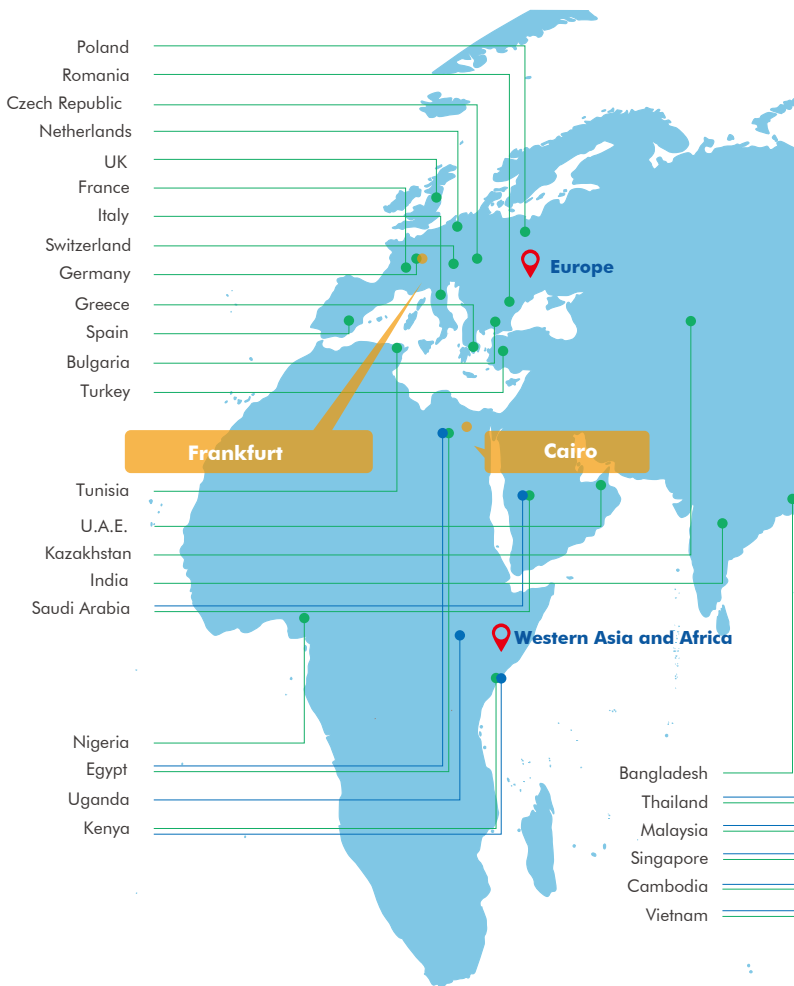 Poland
Romania
Czech Republic
Netherlands
UK
France
Italy
Switzerland
Germany
Europe
Greece
Spain
Bulgaria
Turkey
Frankfurt
Cairo
Tunisia
U.A.E.
Kazakhstan
India
Saudi Arabia
Western Asia and Africa
Nigeria
Egypt
Uganda
Kenya
Bangladesh
Thailand
Malaysia
Singapore
Cambodia
Vietnam